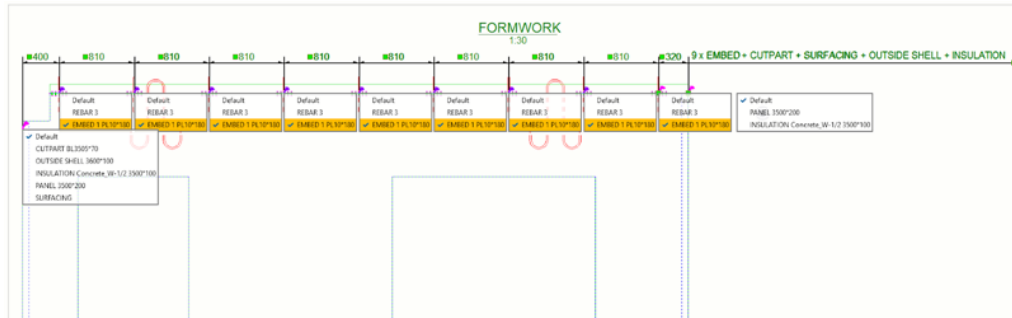 FORMWORK
1:30
400 810 810 810 810 810 810 810 810 320 9 x EMBED + CUTPART + SURFACING + OUTSIDE SHELL + INSULATION
Default Default Default Default Default Default Default Default Default Default
REBAR 3 REBAR 3 REBAR 3 REBAR 3 REBAR 3 REBAR 3 REBAR 3 REBAR 3 REBAR 3 PANEL 3500*200
EMBED 1 PL10*180 EMBED 1 PL10*180 EMBED 1 PL10*180 EMBED 1 PL10*180 EMBED 1 PL10*180 EMBED 1 PL10*180 EMBED 1 PL10*180 EMBED 1 PL10*180 EMBED 1 PL10*180 INSULATION Concrete_W-1/2 3500*100
Default
CUTPART BL3505*70
OUTSIDE SHELL 3600*100
INSULATION Concrete_W-1/2 3500*100
PANEL 3500*200
SURFACING